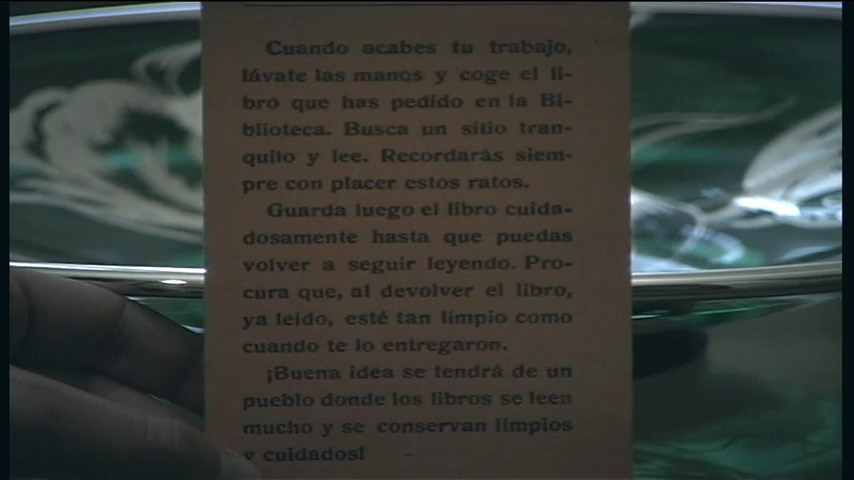 Cuando acabes tu trabajo,
lávate las manos y coge el li-
bro que has pedido en la Bi-
blioteca. Busca un sitio tran-
quilo y lee. Recordarás siem-
pre con placer estos ratos.
Guarda luego el libro cuida-
dosamente hasta que puedas
volver a seguir leyendo. Pro-
cura que, al devolver el libro,
ya leido, esté tan limpio como
cuando te lo entregaron.
¡Buena idea se tendrá de un
pueblo donde los libros se leen
mucho y se conservan limpios
y cuidados!